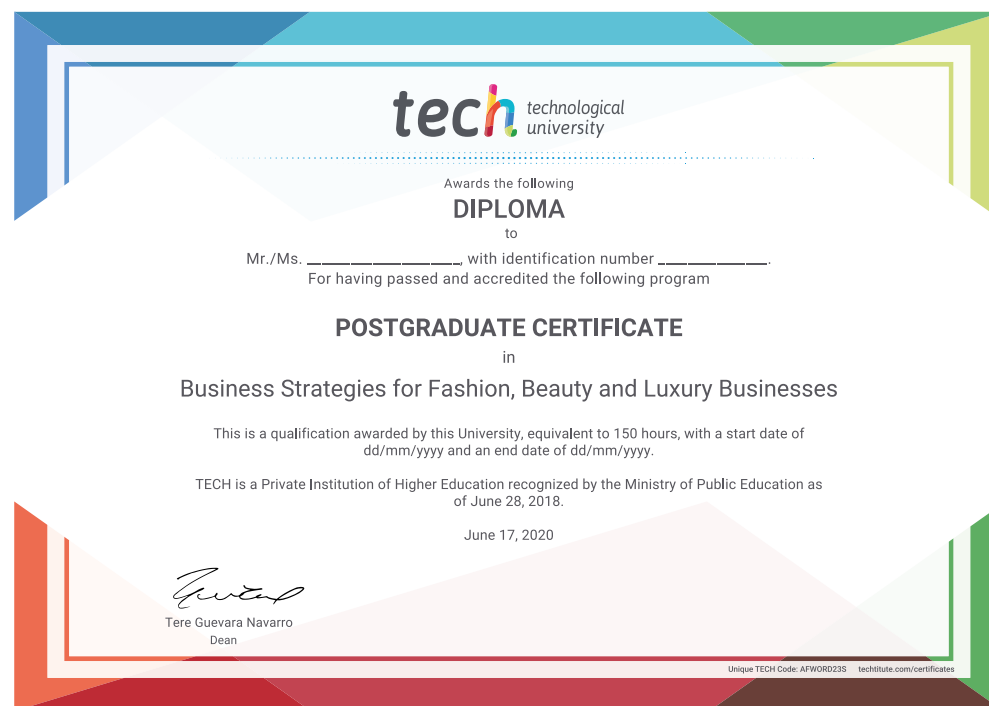 tech technological
university
Awards the following
DIPLOMA
to
Mr./Ms. ____________________, with identification number ______________.
For having passed and accredited the following program
POSTGRADUATE CERTIFICATE
in
Business Strategies for Fashion, Beauty and Luxury Businesses
This is a qualification awarded by this University, equivalent to 150 hours, with a start date of
dd/mm/yyyy and an end date of dd/mm/yyyy.
TECH is a Private Institution of Higher Education recognized by the Ministry of Public Education as
of June 28, 2018.
June 17, 2020
Tere Guevara Navarro
Dean
Unique TECH Code: AFWORD23S techtitute.com/certificates